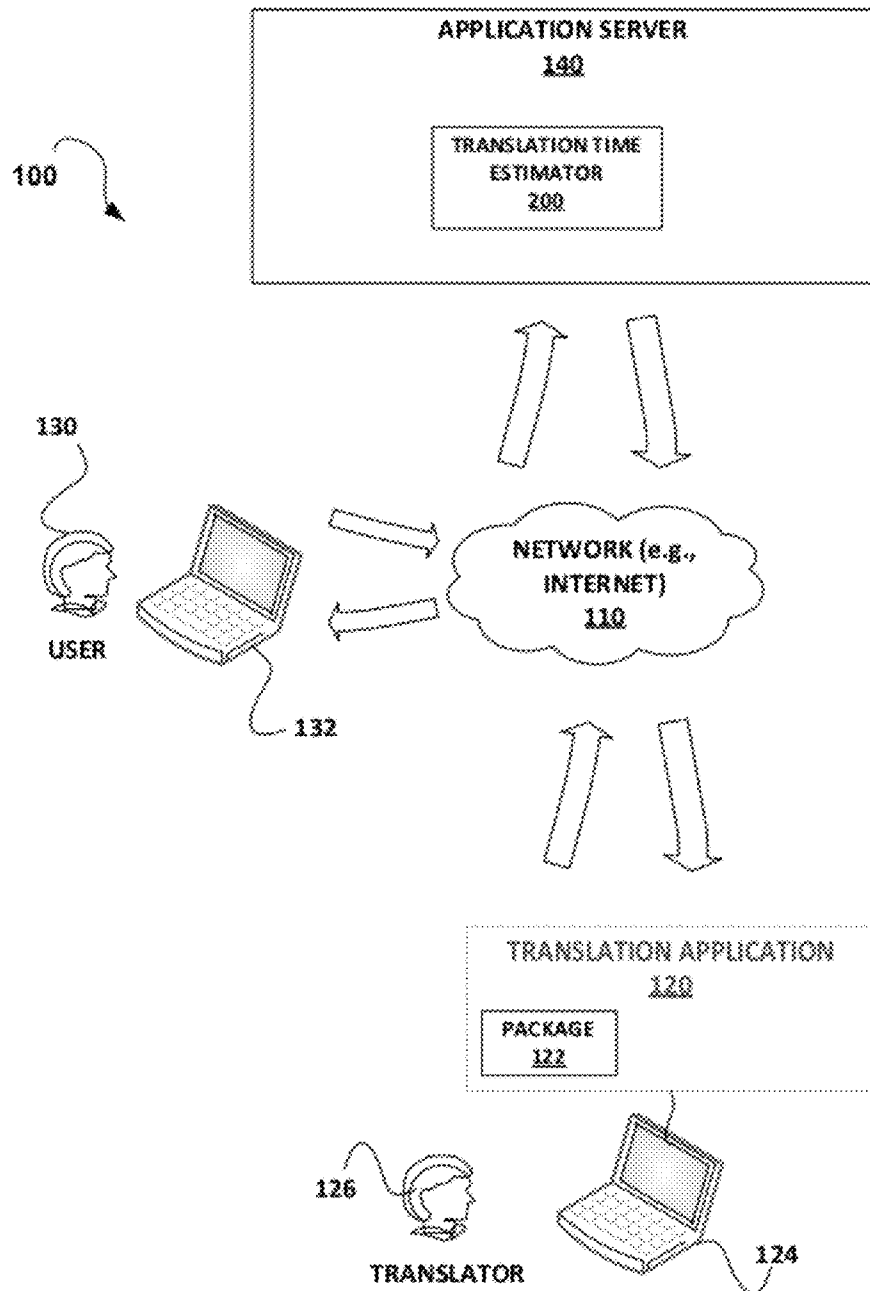 APPLICATION SERVER
140
TRANSLATION TIME
ESTIMATOR
200
100
130
USER
132
NETWORK (e.g.,
INTERNET)
110
TRANSLATION APPLICATION
120
PACKAGE
122
126
TRANSLATOR
124